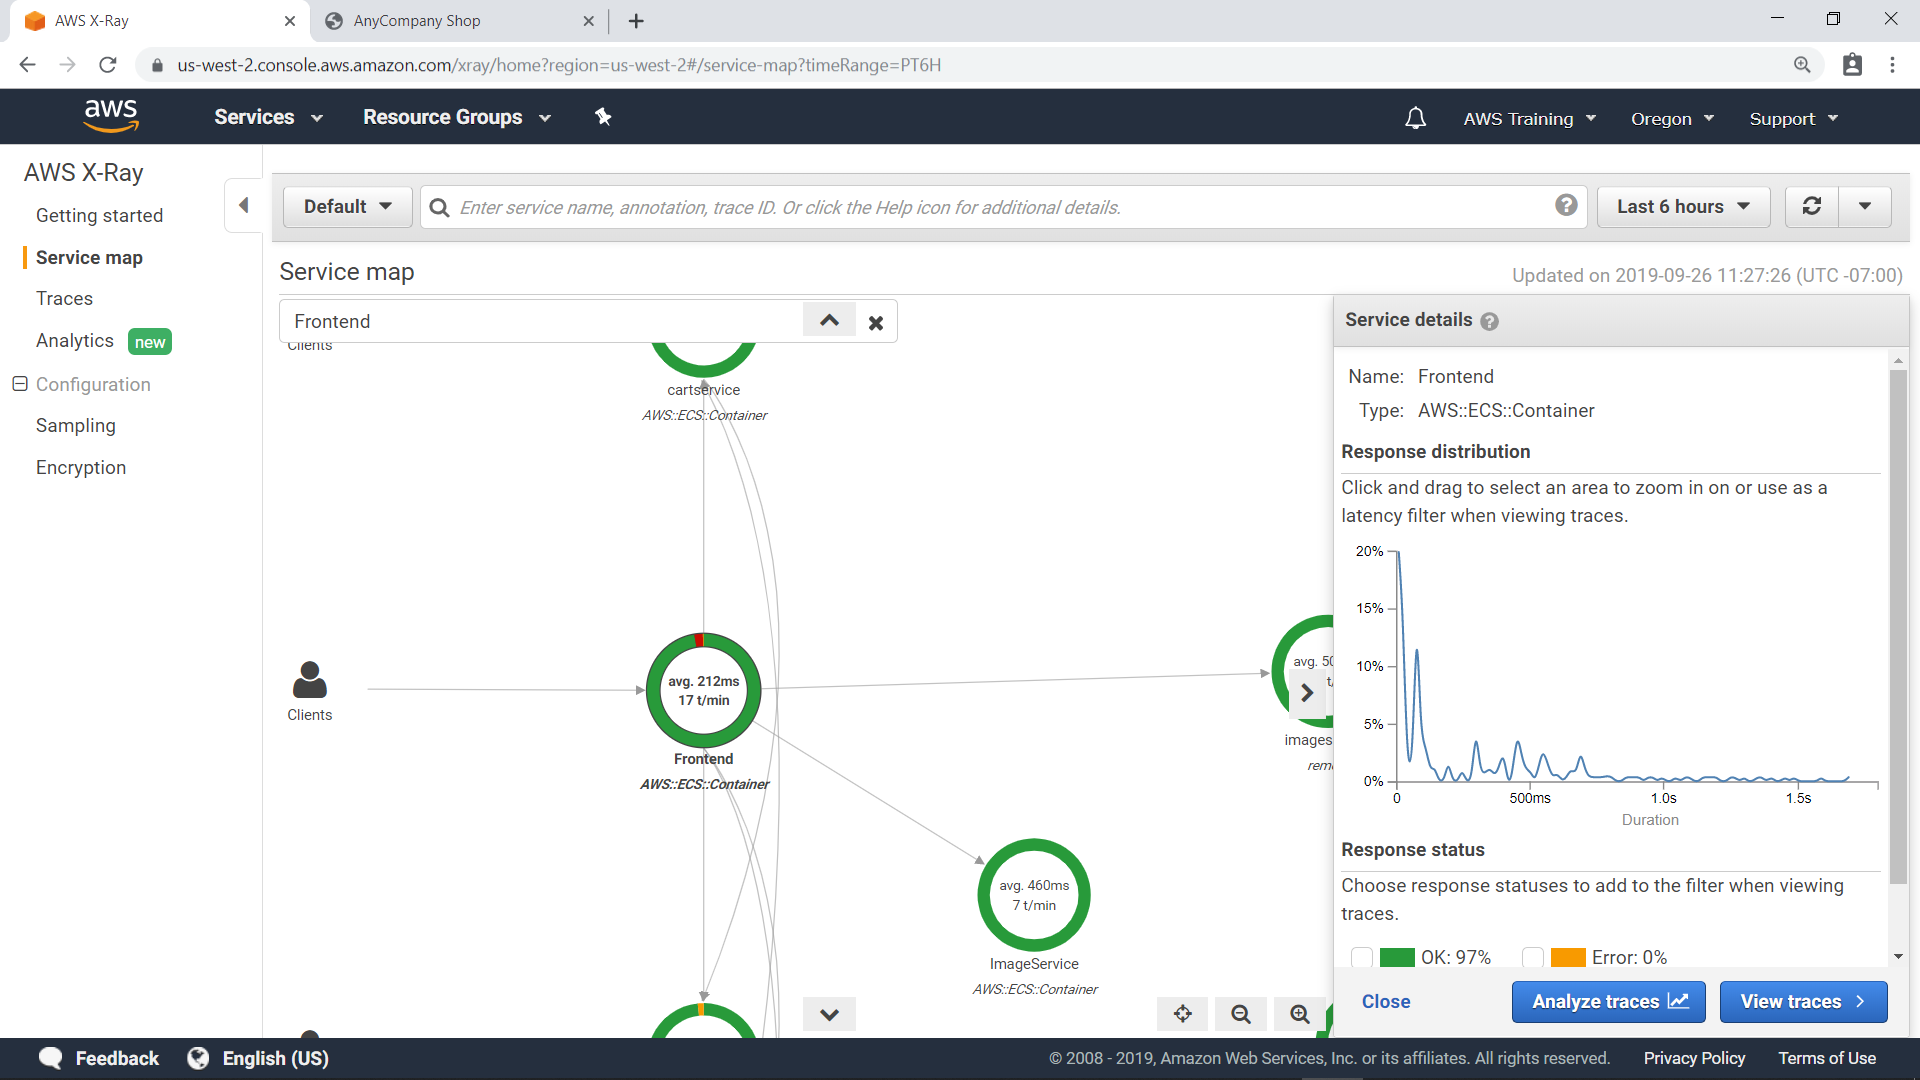 AWS X-Ray
AnyCompany Shop
us-west-2.console.aws.amazon.com/xray/home?region=us-west-2#/service-map?timeRange=PT6H
aws
Services
Resource Groups
AWS Training
Oregon
Support
AWS X-Ray
Getting started
Service map
Traces
Analytics new
Configuration
Sampling
Encryption
Default
Enter service name, annotation, trace ID. Or click the Help icon for additional details.
?
Last 6 hours
Service map
Updated on 2019-09-26 11:27:26 (UTC -07:00)
Frontend
Clients
cartservice
AWS::ECS::Container
Clients
avg. 212ms
17 t/min
Frontend
AWS::ECS::Container
avg. 50
t/
images
rem
avg. 460ms
7 t/min
ImageService
AWS::ECS::Container
Service details ?
Name: Frontend
Type: AWS::ECS::Container
Response distribution
Click and drag to select an area to zoom in on or use as a
latency filter when viewing traces.
20%
15%
10%
5%
0%
0 500ms 1.0s 1.5s
Duration
Response status
Choose response statuses to add to the filter when viewing
traces.
OK: 97% Error: 0%
Close
Analyze traces
View traces
Feedback
English (US)
© 2008 - 2019, Amazon Web Services, Inc. or its affiliates. All rights reserved.
Privacy Policy
Terms of Use